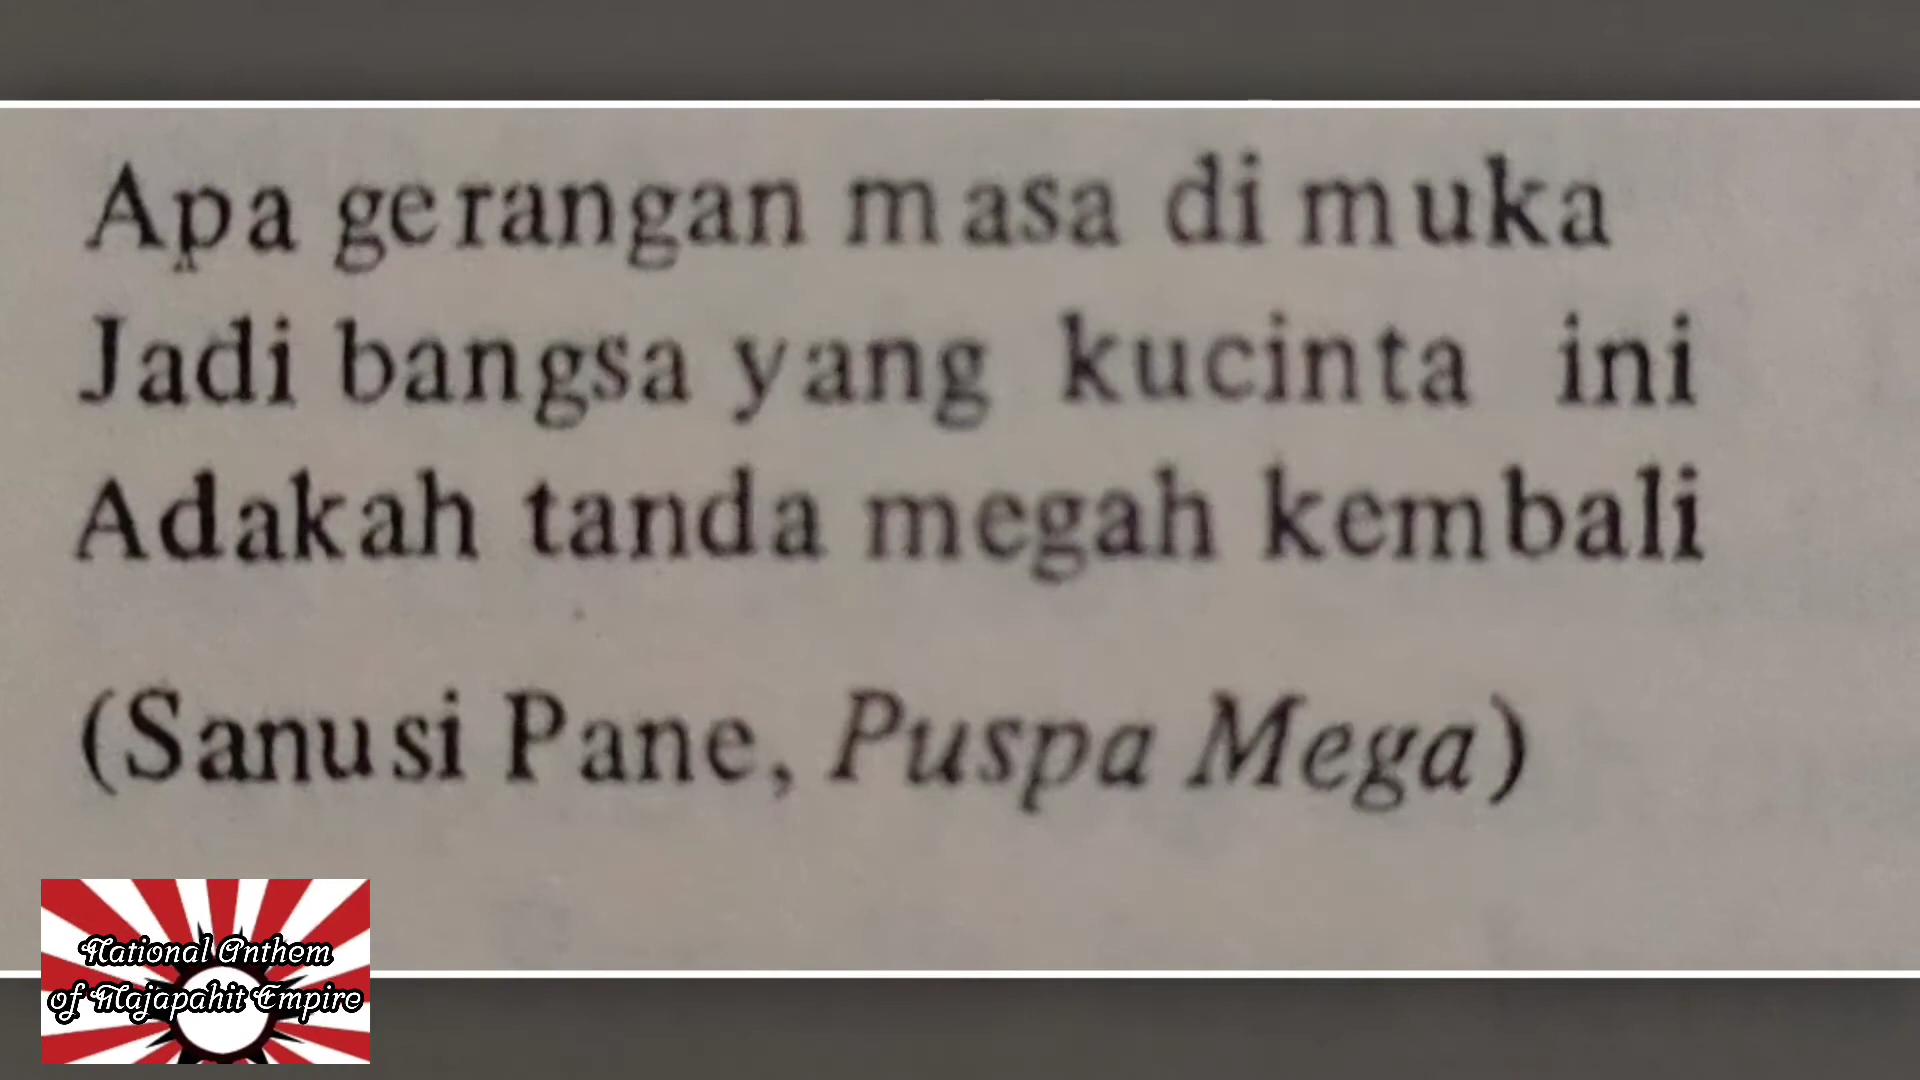 Apa gerangan masa di muka
Jadi bangsa yang kucinta ini
Adakah tanda megah kembali
(Sanusi Pane, Puspa Mega)
National Anthem
of Majapahit Empire